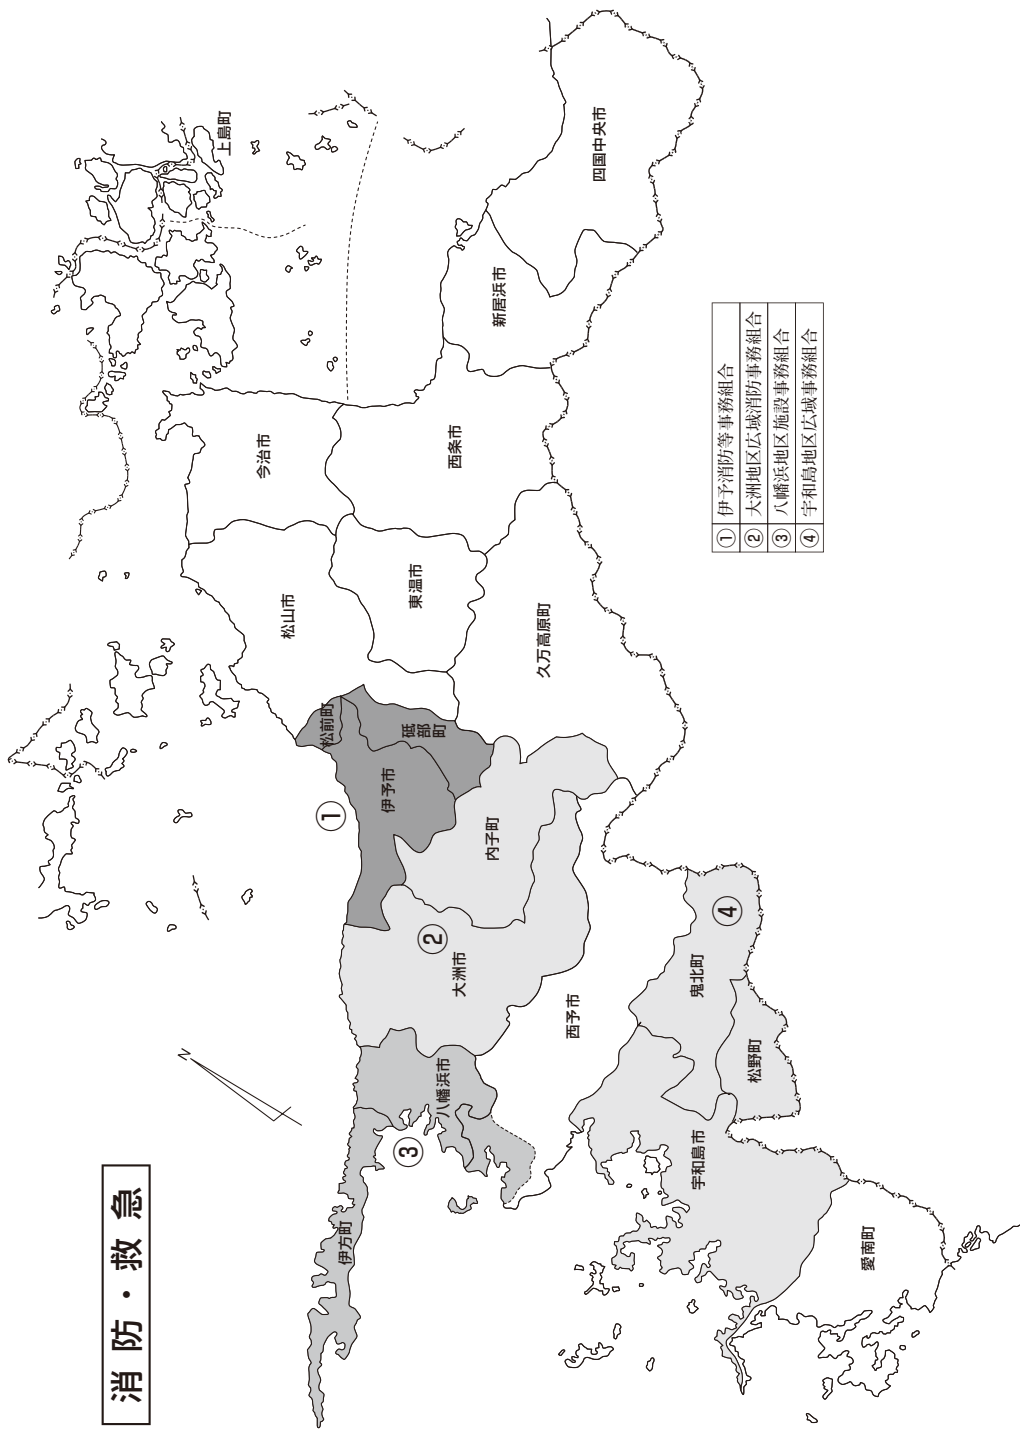 消防・救急
上島町
四国中央市
新居浜市
今治市
西条市
松山市
東温市
久万高原町
松前町
砥部町
伊予市
①
内子町
②
大洲市
西予市
鬼北町
④
松野町
八幡浜市
③
宇和島市
伊方町
愛南町
N
① 伊予消防等事務組合
② 大洲地区広域消防事務組合
③ 八幡浜地区施設事務組合
④ 宇和島地区広域事務組合